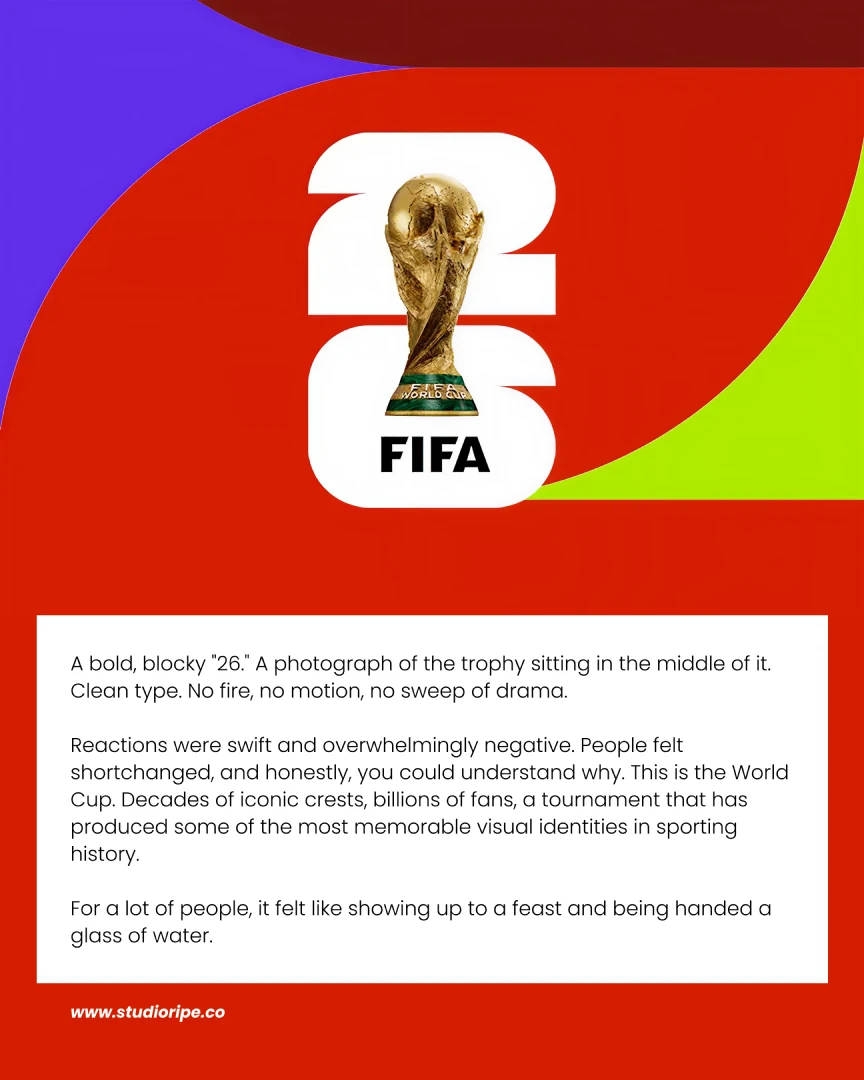 26
FIFA
WORLD CUP
FIFA
A bold, blocky "26." A photograph of the trophy sitting in the middle of it.
Clean type. No fire, no motion, no sweep of drama.
Reactions were swift and overwhelmingly negative. People felt
shortchanged, and honestly, you could understand why. This is the World
Cup. Decades of iconic crests, billions of fans, a tournament that has
produced some of the most memorable visual identities in sporting
history.
For a lot of people, it felt like showing up to a feast and being handed a
glass of water.
www.studioripe.co